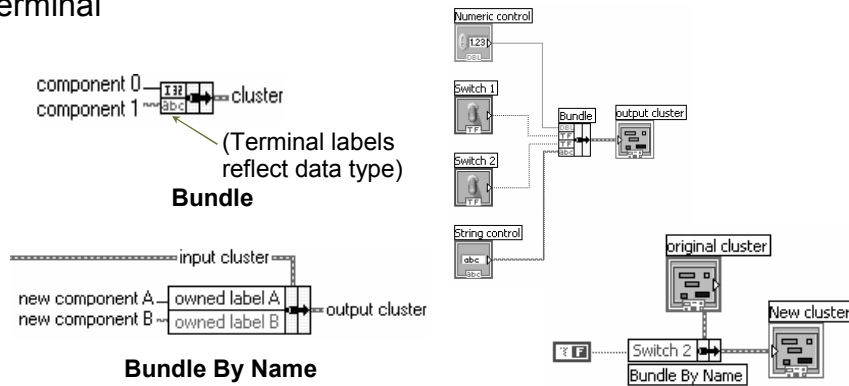 erminal
component 0
I32
component 1
abc
cluster
(Terminal labels
reflect data type)
Bundle
input cluster
new component A
owned label A
new component B
owned label B
output cluster
Bundle By Name
Numeric control
1.23
DBL
Switch 1
TF
Switch 2
TF
String control
abc
abc
Bundle
DBL
TF
TF
abc
output cluster
original cluster
New cluster
F
Switch 2
Bundle By Name